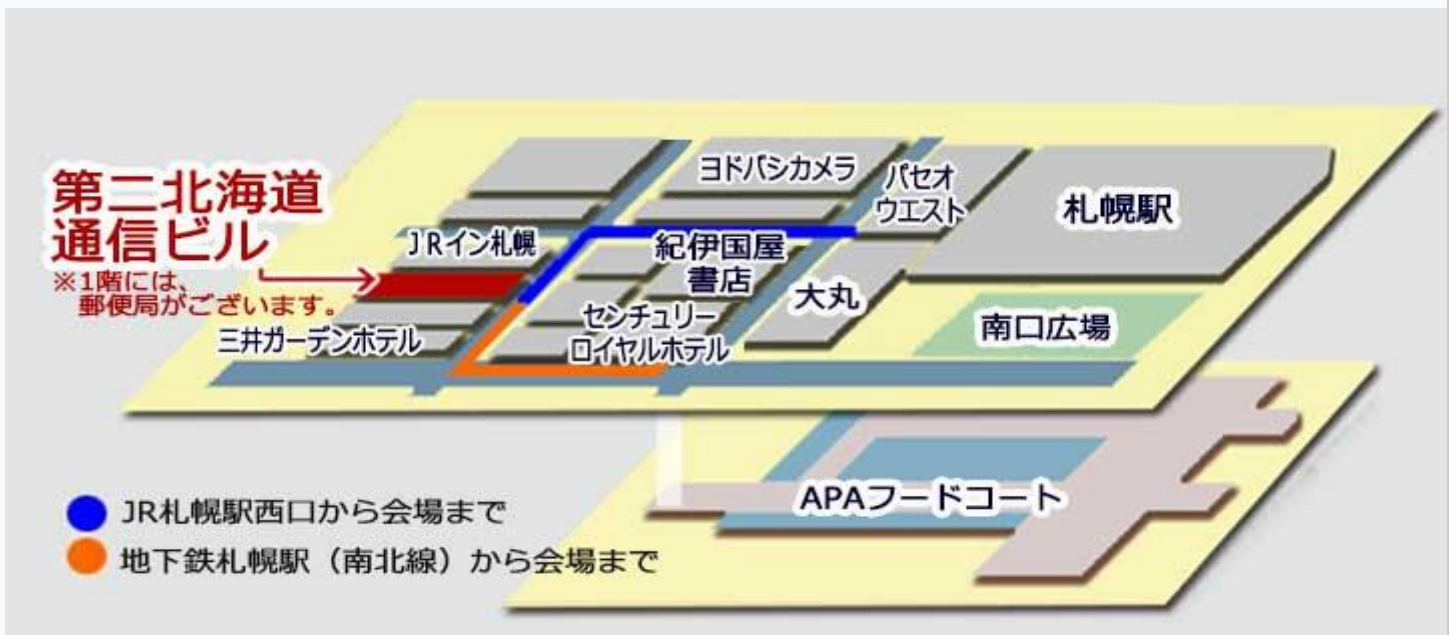 第二北海道
通信ビル
※1階には、
郵便局がございます。
JRイン札幌
三井ガーデンホテル
ヨドバシカメラ
紀伊国屋
書店
センチュリー
ロイヤルホテル
パセオ
ウエスト
大丸
札幌駅
南口広場
APAフードコート
JR札幌駅西口から会場まで
地下鉄札幌駅（南北線）から会場まで